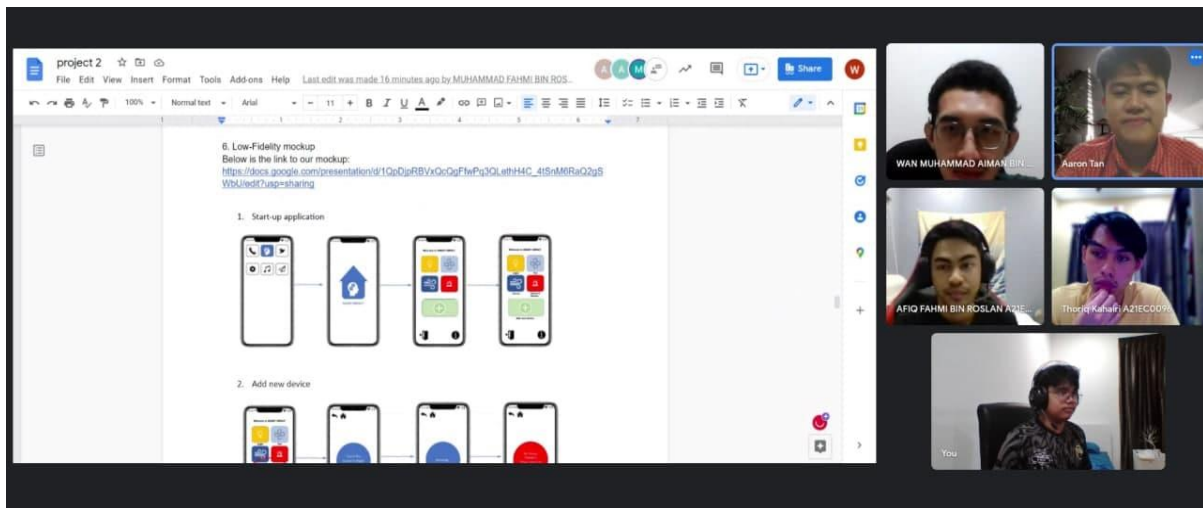 project 2
File Edit View Insert Format Tools Add-ons Help Last edit was made 16 minutes ago by MUHAMMAD FAHMI BIN ROS...
Share
W
100% Normal text Arial 11 B I U A
6. Low-Fidelity mockup
Below is the link to our mockup:
https://docs.google.com/presentation/d/1QpDjpRBVxQcQgFfwPq3QLethH4C_4tSnM6RaQ2gS
WbU/edit?usp=sharing
1. Start-up application
2. Add new device
WAN MUHAMMAD AIMAN BIN ...
Aaron Tan
AFIQ FAHMI BIN ROSLAN A21E...
Thoriq Kahairi A21EC009
You